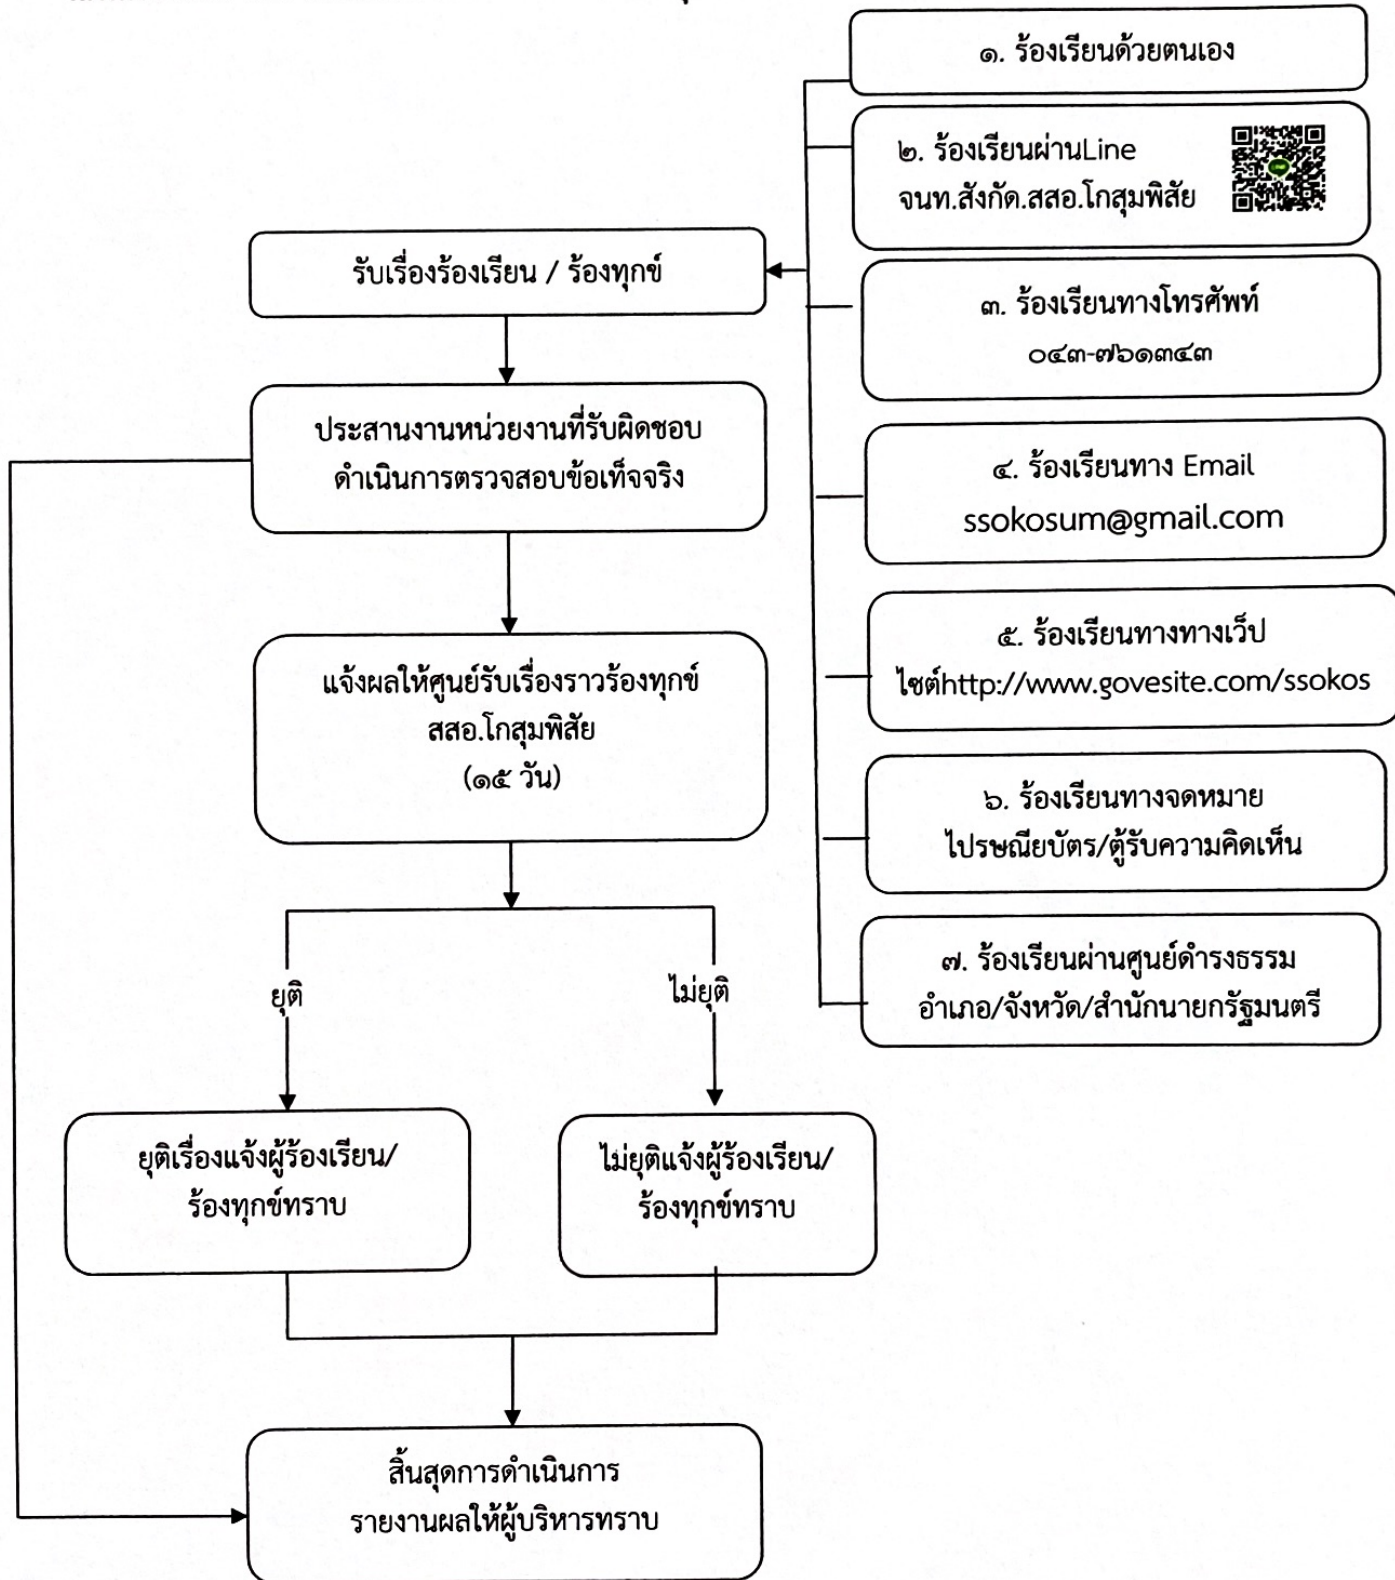 ๑. ร้องเรียนด้วยตนเอง
๒. ร้องเรียนผ่านLine
จนท.สังกัด.สสอ.โกสุมพิสัย
รับเรื่องร้องเรียน / ร้องทุกข์
๓. ร้องเรียนทางโทรศัพท์
๐๔๓-๗๖๑๓๔๓
ประสานงานหน่วยงานที่รับผิดชอบ
ดำเนินการตรวจสอบข้อเท็จจริง
๔. ร้องเรียนทาง Email
ssokosum@gmail.com
๕. ร้องเรียนทางทางเว็ป
ไซต์http://www.govesite.com/ssokos
แจ้งผลให้ศูนย์รับเรื่องราวร้องทุกข์
สสอ.โกสุมพิสัย
(๑๕ วัน)
๖. ร้องเรียนทางจดหมาย
ไปรษณียบัตร/ตู้รับความคิดเห็น
๗. ร้องเรียนผ่านศูนย์ดำรงธรรม
อำเภอ/จังหวัด/สำนักนายกรัฐมนตรี
ยุติ
ไม่ยุติ
ยุติเรื่องแจ้งผู้ร้องเรียน/
ร้องทุกข์ทราบ
ไม่ยุติแจ้งผู้ร้องเรียน/
ร้องทุกข์ทราบ
สิ้นสุดการดำเนินการ
รายงานผลให้ผู้บริหารทราบ